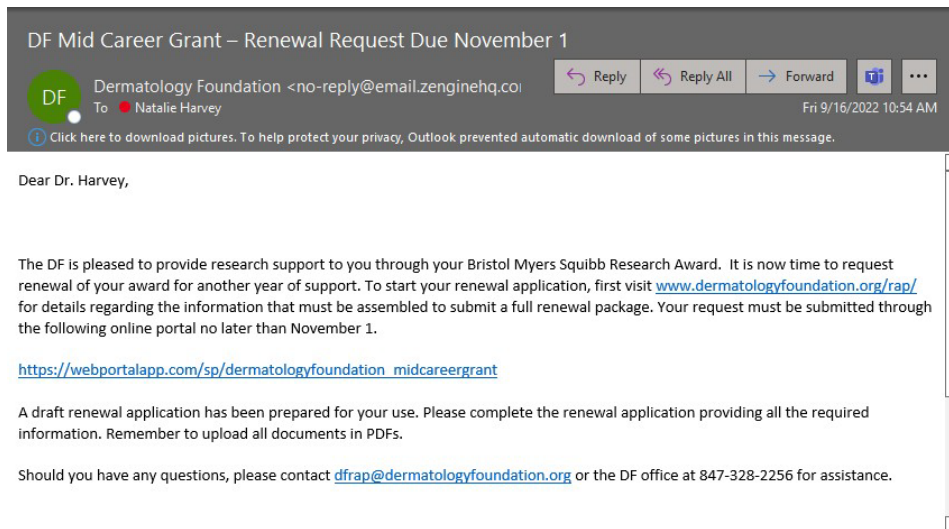 DF Mid Career Grant – Renewal Request Due November 1
DF
Dermatology Foundation <no-reply@email.zenginehq.coi
Reply
Reply All
Forward
To Natalie Harvey
Fri 9/16/2022 10:54 AM
Click here to download pictures. To help protect your privacy, Outlook prevented automatic download of some pictures in this message.
Dear Dr. Harvey,
The DF is pleased to provide research support to you through your Bristol Myers Squibb Research Award.  It is now time to request
renewal of your award for another year of support. To start your renewal application, first visit www.dermatologyfoundation.org/rap/
for details regarding the information that must be assembled to submit a full renewal package. Your request must be submitted through
the following online portal no later than November 1.
https://webportalapp.com/sp/dermatologyfoundation_midcareergrant
A draft renewal application has been prepared for your use. Please complete the renewal application providing all the required
information. Remember to upload all documents in PDFs.
Should you have any questions, please contact dfrap@dermatologyfoundation.org or the DF office at 847-328-2256 for assistance.